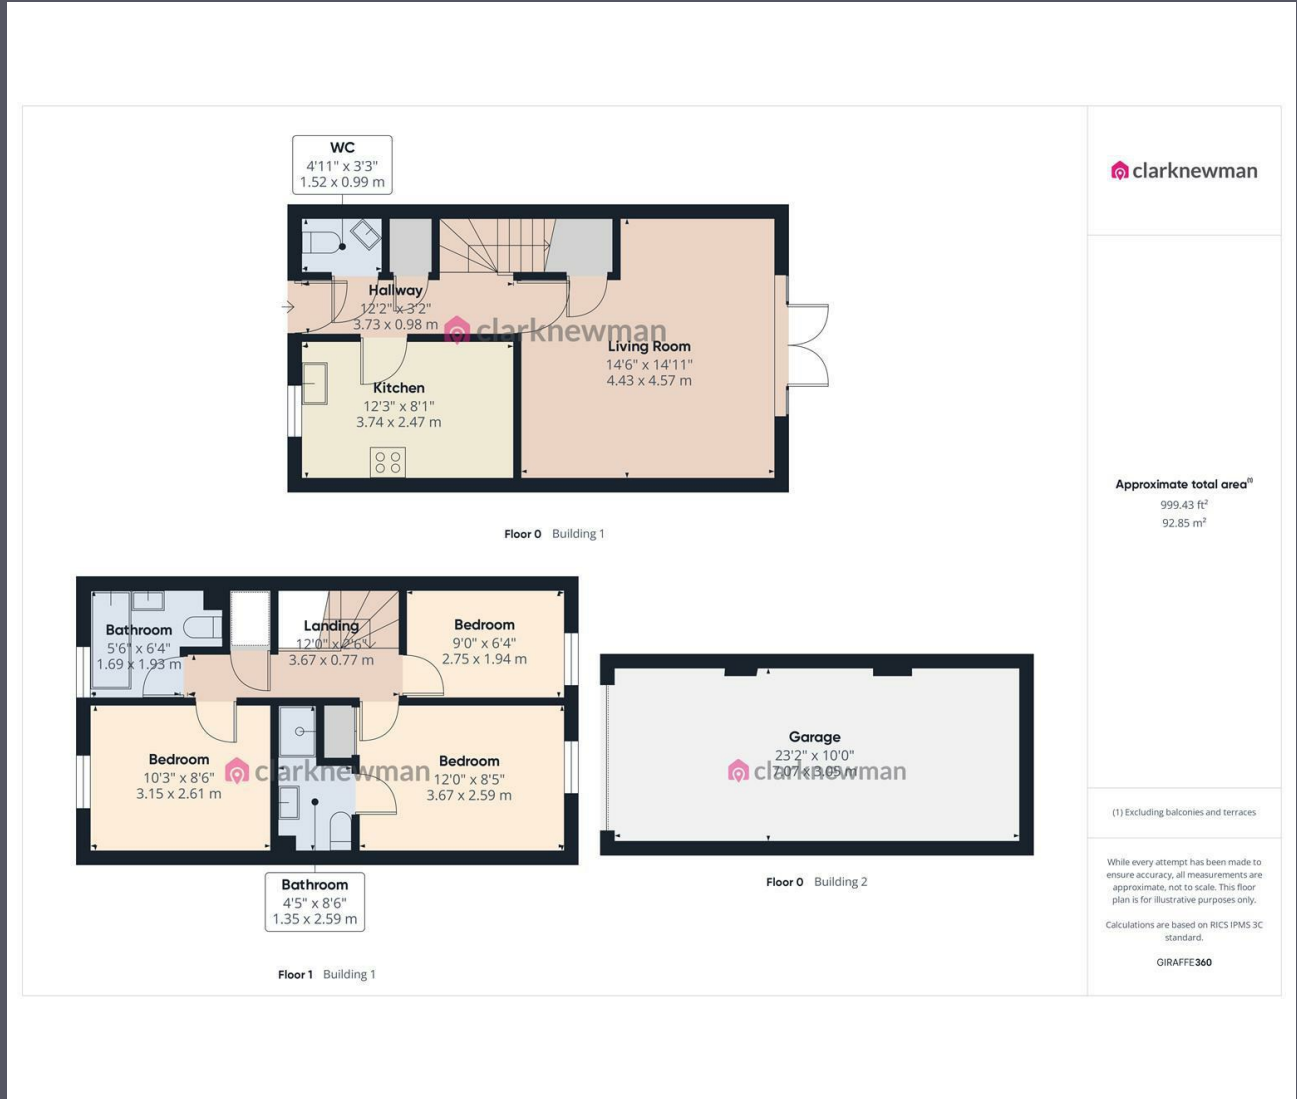 WC
4'11" x 3'3"
1.52 x 0.99 m
Hallway
12'2" x 3'2"
3.73 x 0.98 m
clarknewman
Living Room
14'6" x 14'11"
4.43 x 4.57 m
Kitchen
12'3" x 8'1"
3.74 x 2.47 m
Floor 0 Building 1
Bathroom
5'6" x 6'4"
1.69 x 1.93 m
Landing
12'0" x 2'6"
3.67 x 0.77 m
Bedroom
9'0" x 6'4"
2.75 x 1.94 m
Bedroom
10'3" x 8'6"
3.15 x 2.61 m
clarknewman
Bedroom
12'0" x 8'5"
3.67 x 2.59 m
Bathroom
4'5" x 8'6"
1.35 x 2.59 m
Floor 1 Building 1
Garage
23'2" x 10'0"
7.07 x 3.05 m
clarknewman
Floor 0 Building 2
clarknewman
Approximate total area⁽¹⁾
999.43 ft²
92.85 m²
(1) Excluding balconies and terraces
While every attempt has been made to
ensure accuracy, all measurements are
approximate, not to scale. This floor
plan is for illustrative purposes only.
Calculations are based on RICS IPMS 3C
standard.
GIRAFFE360